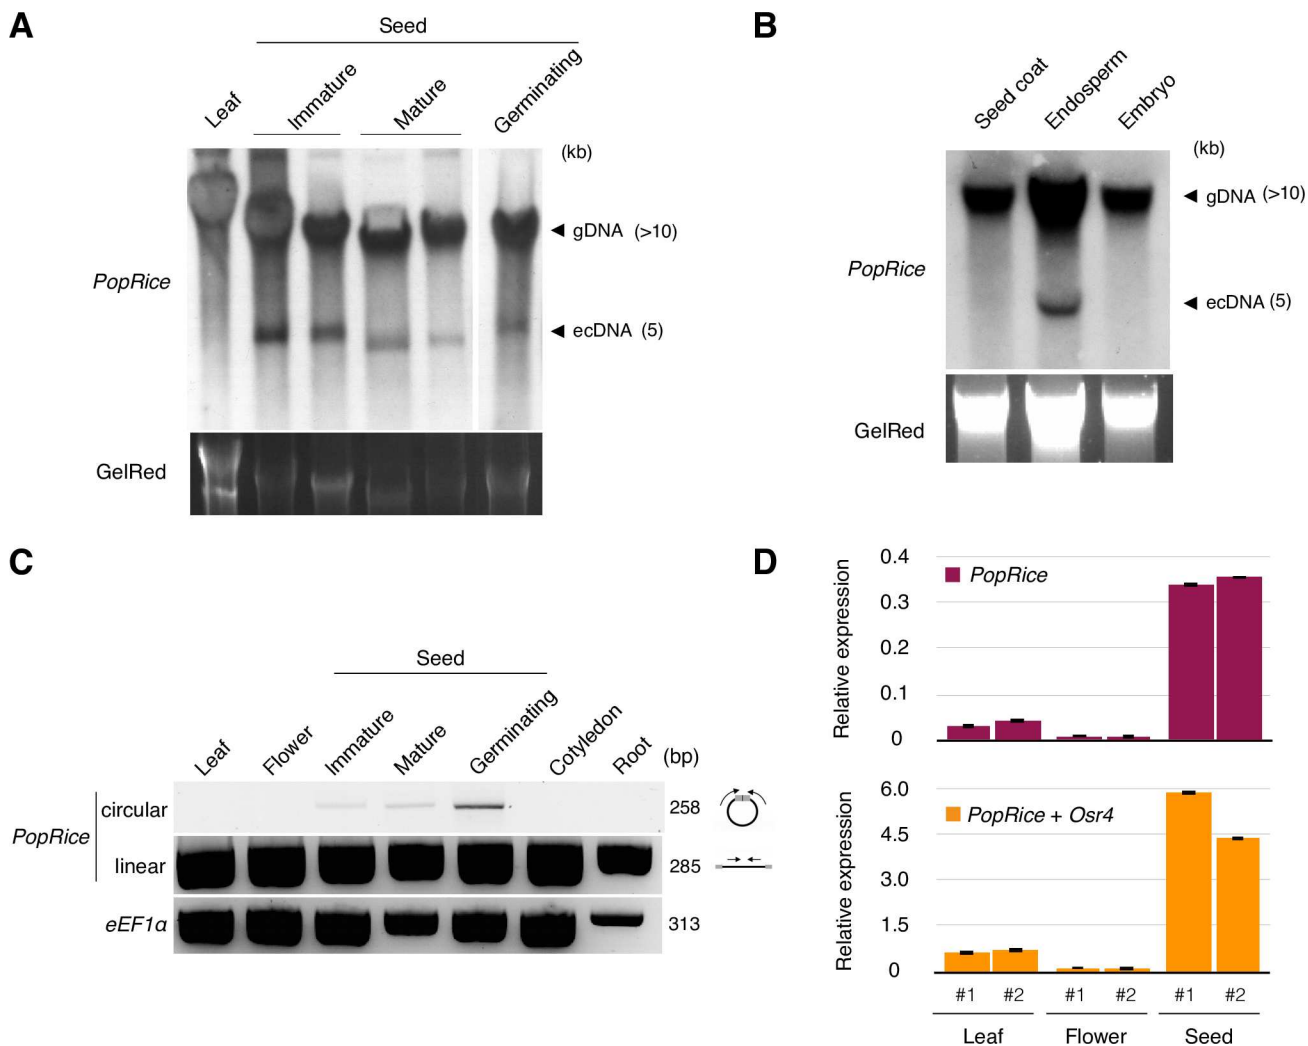 A
Seed
Leaf
Immature
Mature
Germinating
(kb)
gDNA (>10)
PopRice
ecDNA (5)
GelRed
B
Seed coat
Endosperm
Embryo
(kb)
gDNA (>10)
PopRice
ecDNA (5)
GelRed
C
Seed
Leaf
Flower
Immature
Mature
Germinating
Cotyledon
Root
(bp)
PopRice
circular
258
linear
285
eEF1α
313
D
Relative expression
0.4
0.3
0.2
0.1
0
PopRice
Relative expression
6.0
4.5
3.0
1.5
0
PopRice + Osr4
#1 #2 #1 #2 #1 #2
Leaf Flower Seed